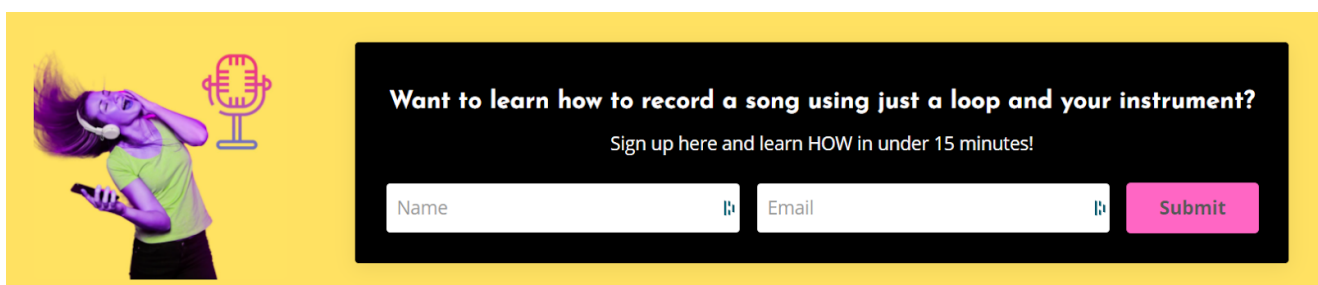 Want to learn how to record a song using just a loop and your instrument?
Sign up here and learn HOW in under 15 minutes!
Name
Email
Submit